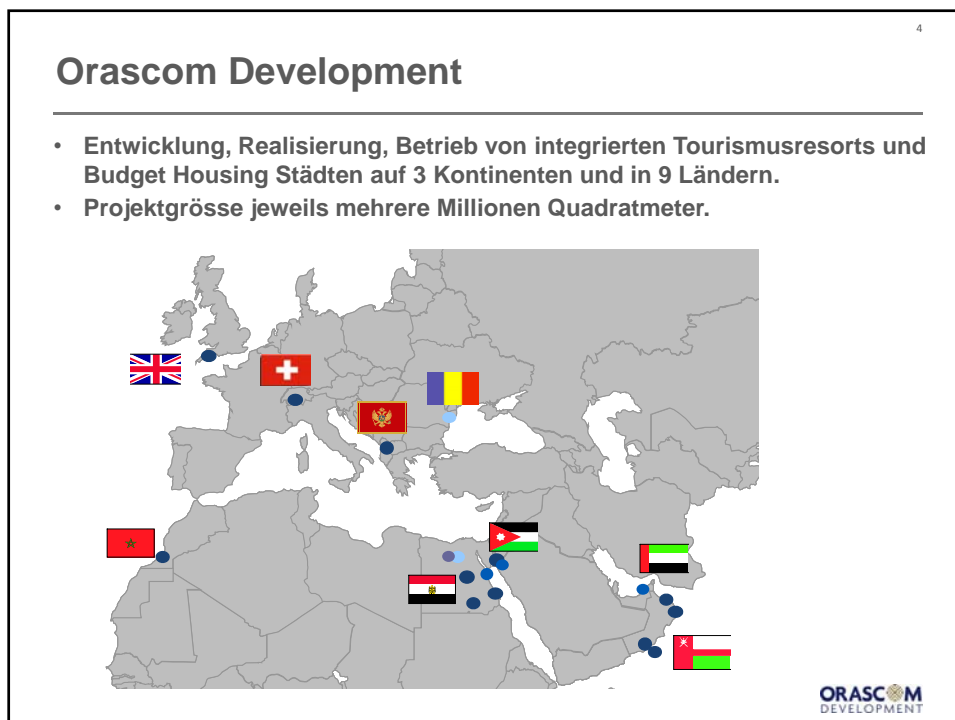 4
Orascom Development
• Entwicklung, Realisierung, Betrieb von integrierten Tourismusresorts und
Budget Housing Städten auf 3 Kontinenten und in 9 Ländern.
• Projektgrösse jeweils mehrere Millionen Quadratmeter.
ORASCOM
DEVELOPMENT